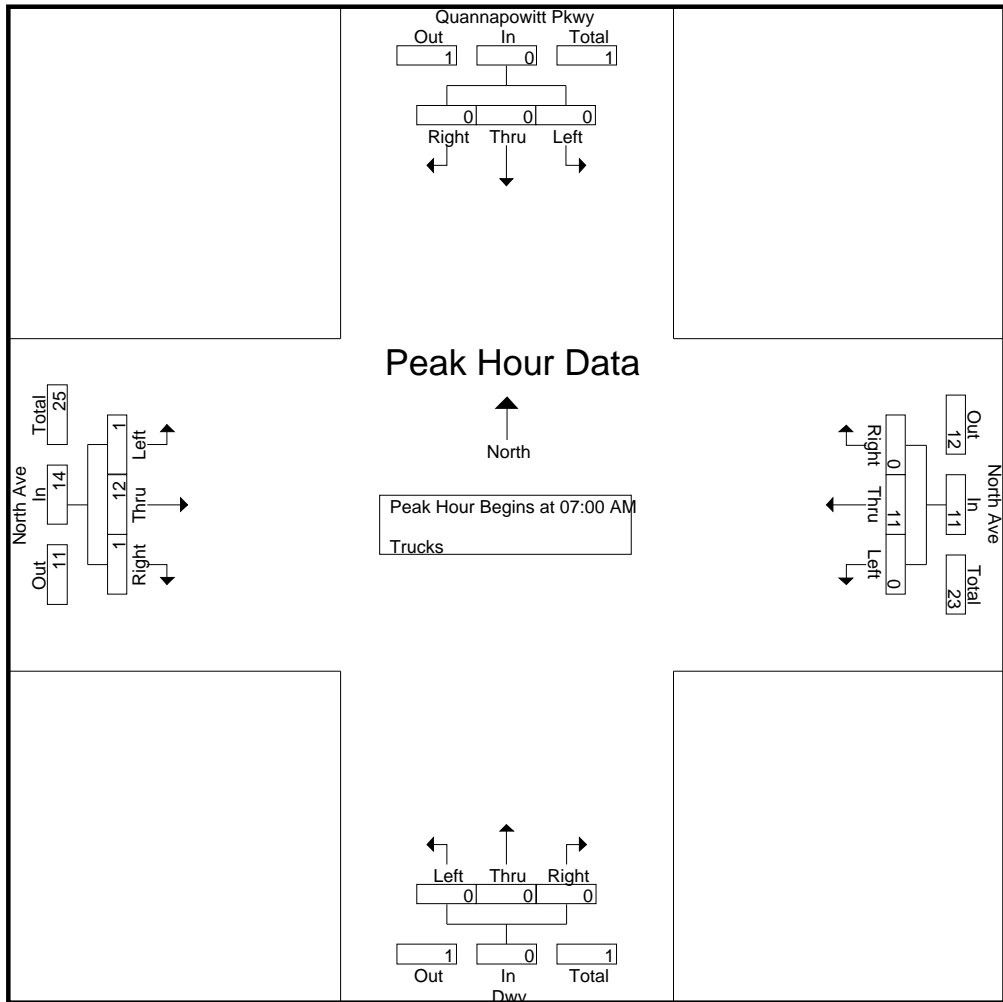 Quannapowitt Pkwy
Out In Total
1 0 1
0 0 0
Right Thru Left
Peak Hour Data
North
Peak Hour Begins at 07:00 AM
Trucks
North Ave
Total In Out
25 14 11
1 12 1
Left Thru Right
Right Thru Left
0 11 0
12 11 23
Out In Total
North Ave
Left Thru Right
0 0 0
1 0 1
Out In Total
Dwy